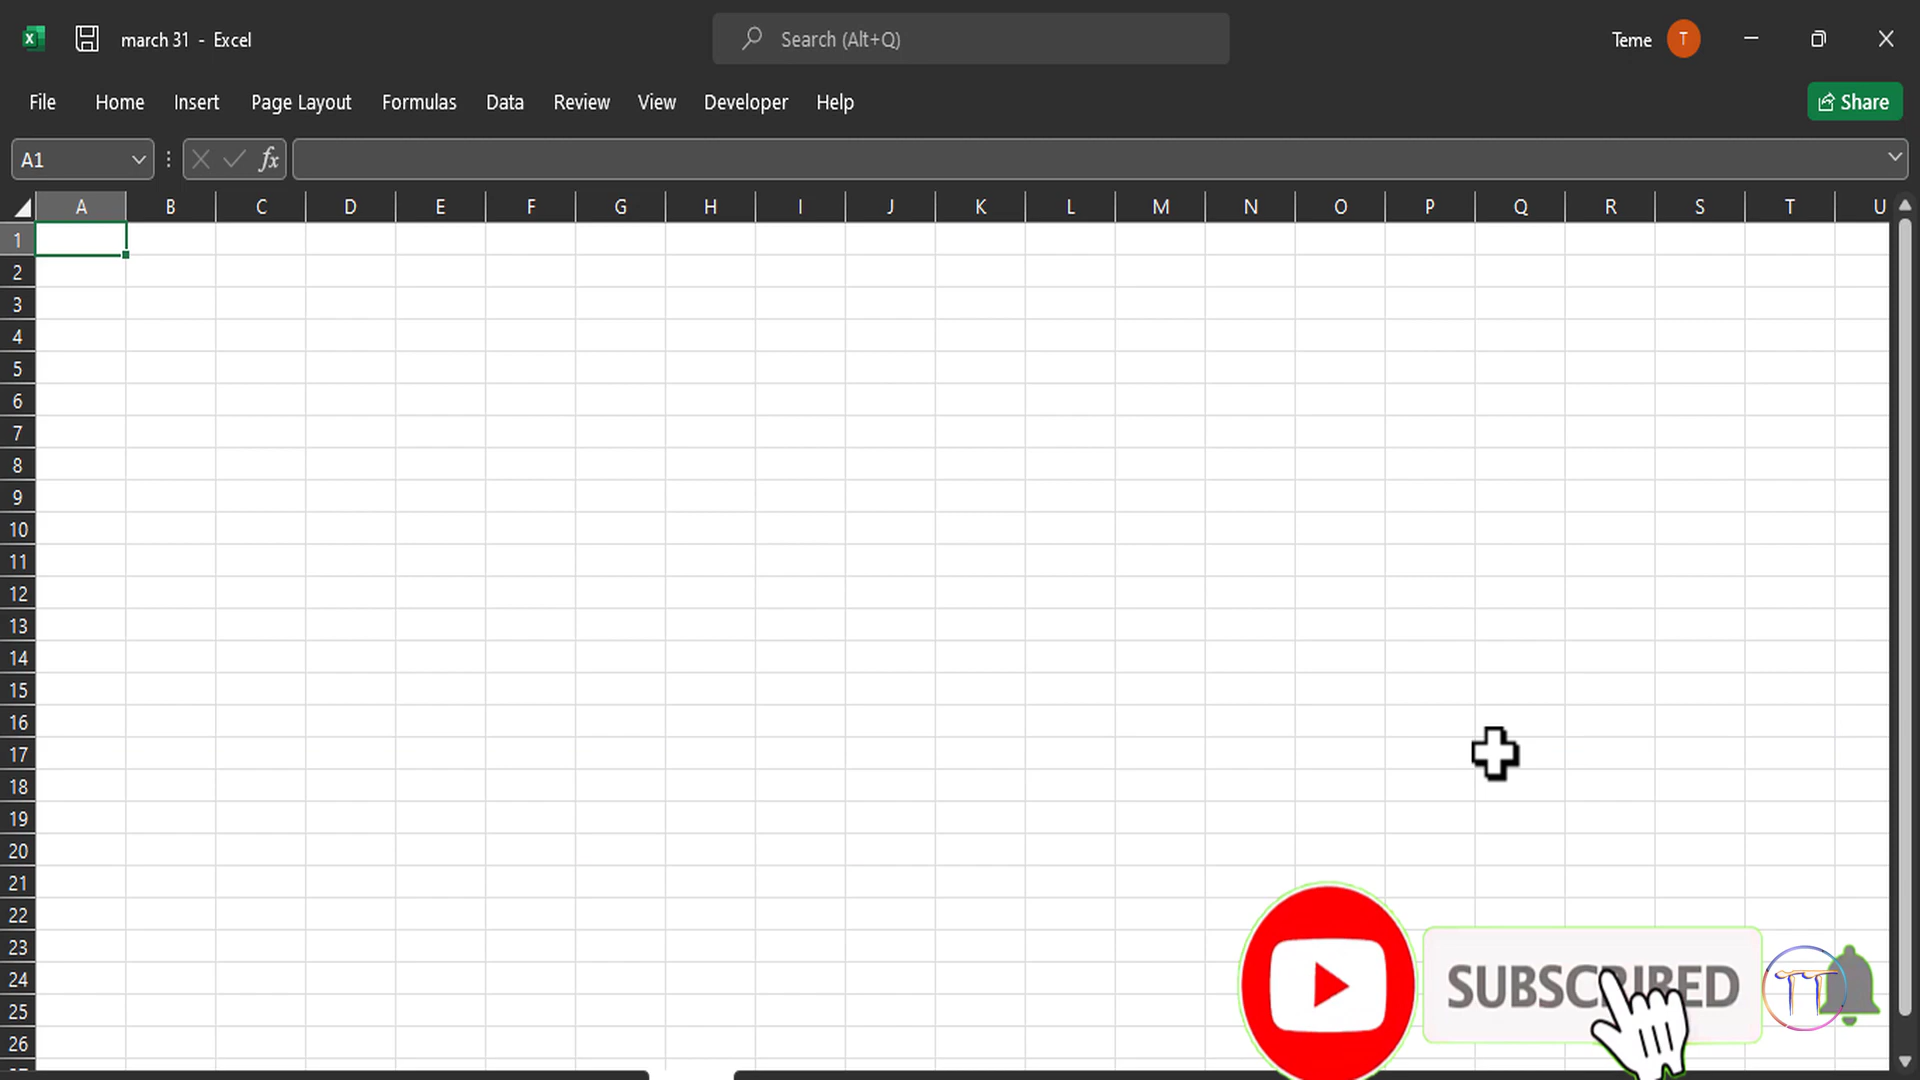 march 31 - Excel
Search (Alt+Q)
Teme
T
File Home Insert Page Layout Formulas Data Review View Developer Help
Share
A1
fx
A B C D E F G H I J K L M N O P Q R S T U
1
2
3
4
5
6
7
8
9
10
11
12
13
14
15
16
17
18
19
20
21
22
23
24
25
26
SUBSCRIBED